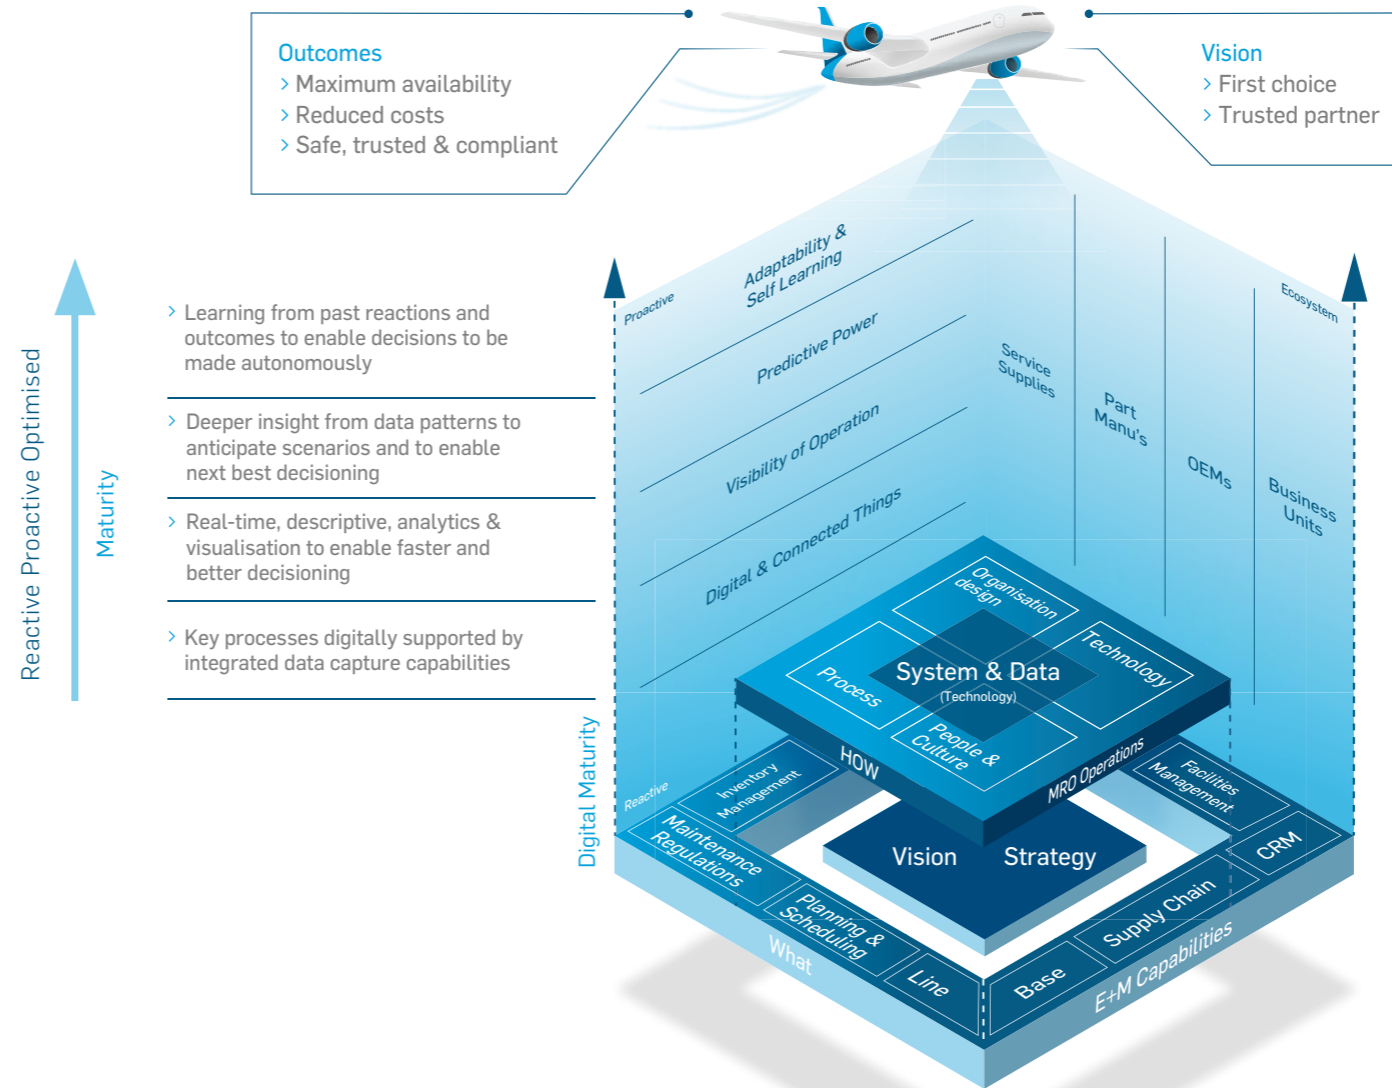 Outcomes
> Maximum availability
> Reduced costs
> Safe, trusted & compliant
Vision
> First choice
> Trusted partner
Reactive Proactive Optimised
Maturity
> Learning from past reactions and
outcomes to enable decisions to be
made autonomously
> Deeper insight from data patterns to
anticipate scenarios and to enable
next best decisioning
> Real-time, descriptive, analytics &
visualisation to enable faster and
better decisioning
> Key processes digitally supported by
integrated data capture capabilities
Digital Maturity
Proactive
Adaptability &
Self Learning
Predictive Power
Visibility of Operation
Digital & Connected Things
Reactive
Ecosystem
Service
Supplies
Part
Manu's
OEMs
Business
Units
Organisation
design
Technology
Process
People &
Culture
System & Data
(Technology)
HOW
MRO Operations
Vision
Strategy
Inventory
Management
Maintenance
Regulations
Planning &
Scheduling
Line
Base
Supply Chain
CRM
Facilities
Management
What
E+M Capabilities